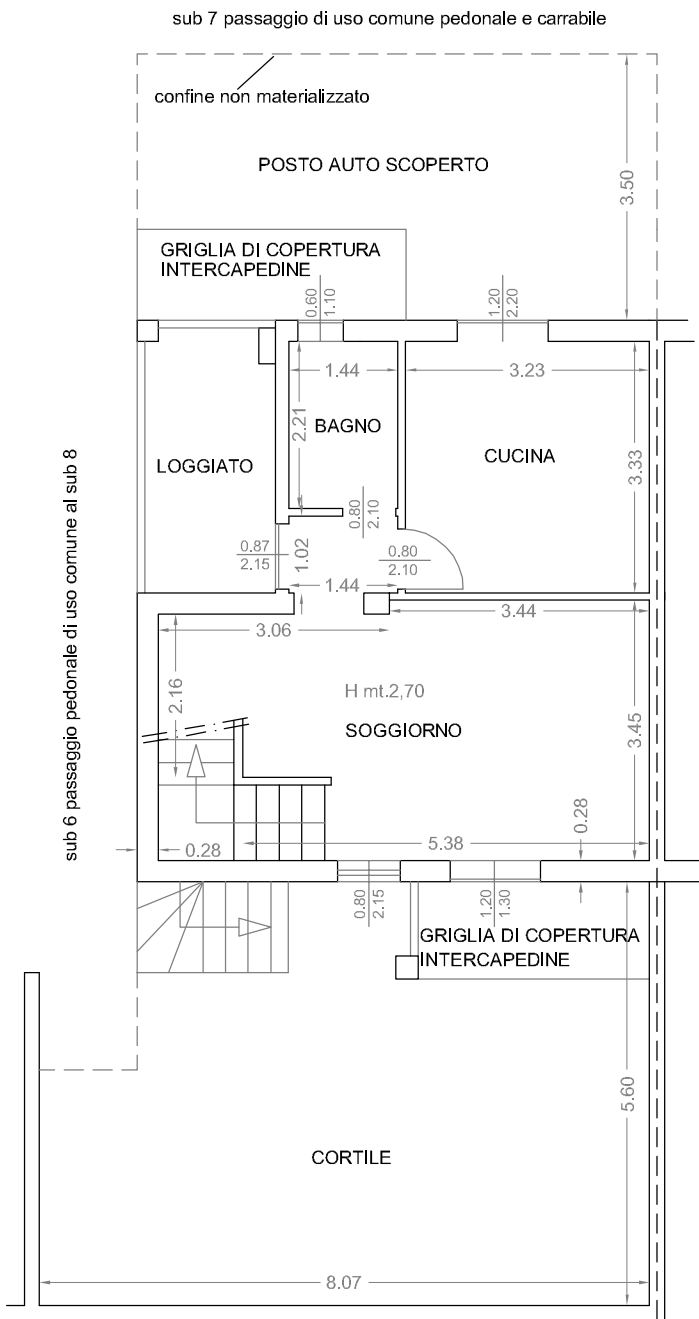 sub 7 passaggio di uso comune pedonale e carrabile
confine non materializzato
POSTO AUTO SCOPERTO
3.50
GRIGLIA DI COPERTURA
INTERCAPEDINE
0.60
1.10
1.20
2.20
1.44
3.23
2.21
BAGNO
CUCINA
3.33
LOGGIATO
sub 6 passaggio pedonale di uso comune al sub 8
0.80
2.10
0.87
2.15
1.02
0.80
2.10
1.44
3.06
3.44
2.16
H mt.2,70
SOGGIORNO
3.45
0.28
5.38
0.28
0.80
2.15
1.20
1.30
GRIGLIA DI COPERTURA
INTERCAPEDINE
5.60
CORTILE
8.07